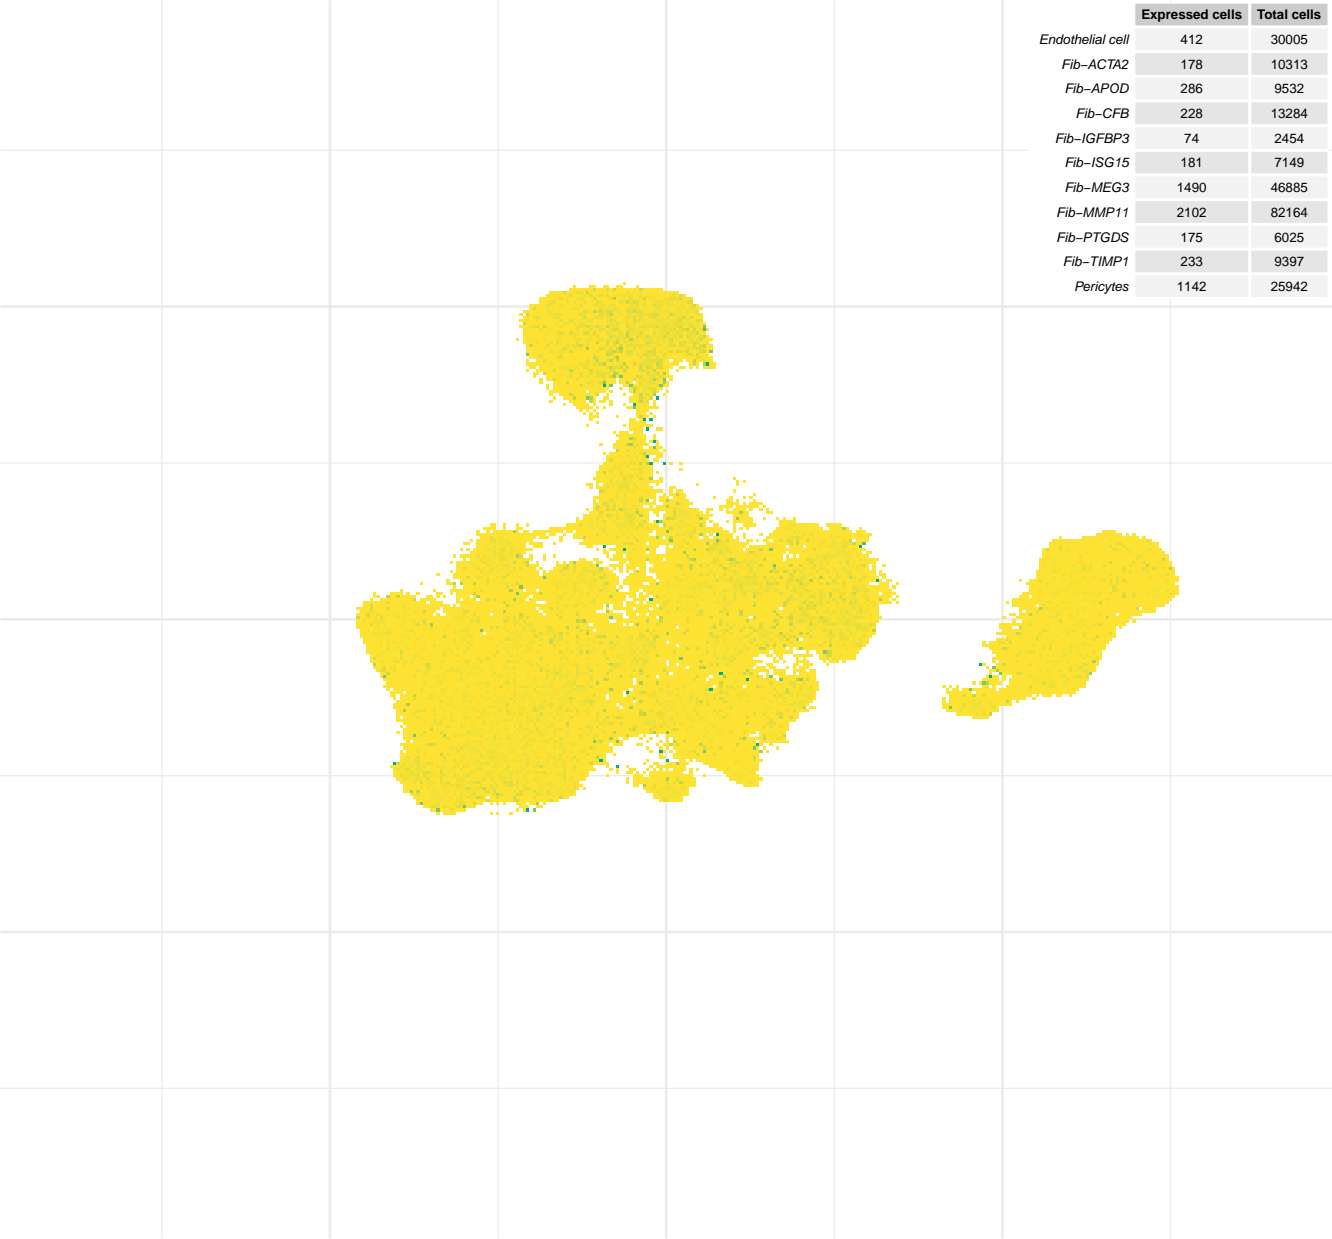 Expressed cells Total cells
Endothelial cell 412 30005
Fib−ACTA2 178 10313
Fib−APOD 286 9532
Fib−CFB 228 13284
Fib−IGFBP3 74 2454
Fib−ISG15 181 7149
Fib−MEG3 1490 46885
Fib−MMP11 2102 82164
Fib−PTGDS 175 6025
Fib−TIMP1 233 9397
Pericytes 1142 25942